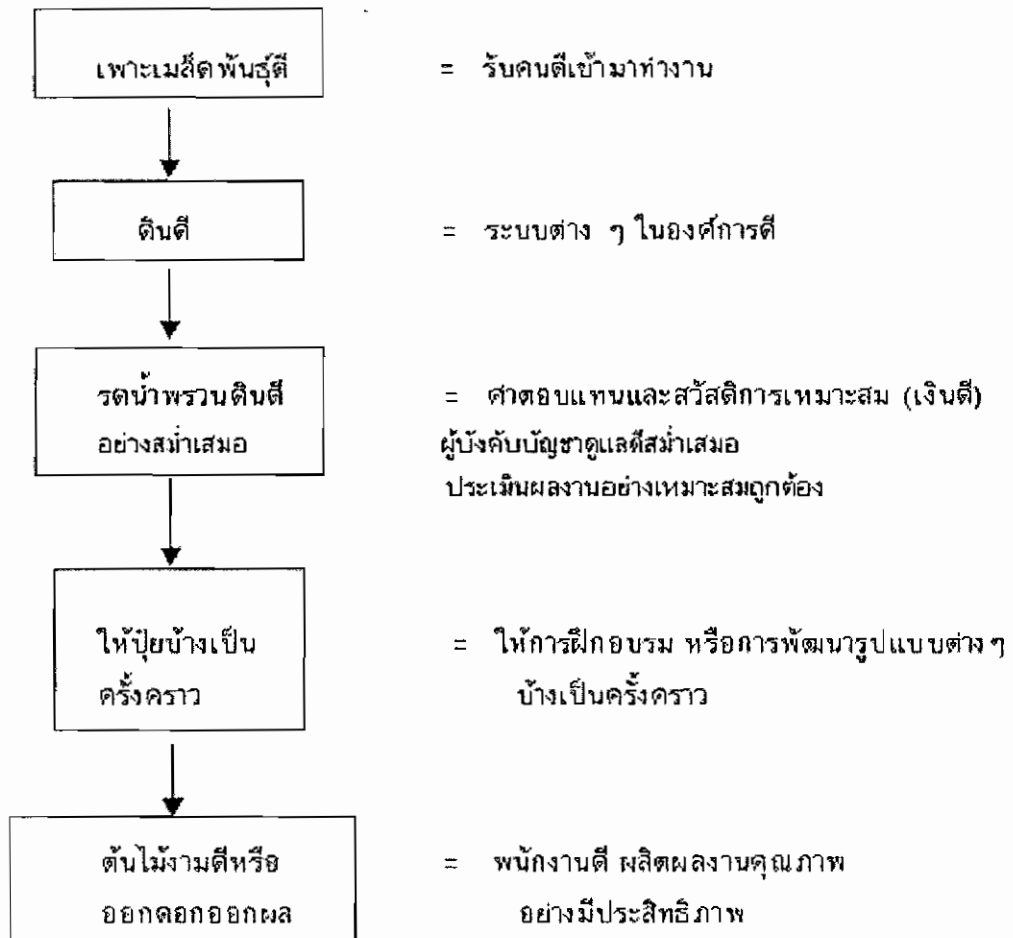 เพาะเมล็ดพันธุ์ดี = รับคนดีเข้ามาทำงาน
ดินดี = ระบบต่าง ๆ ในองค์การดี
รดน้ำพรวนดินดี = ค่าตอบแทนและสวัสดิการเหมาะสม (เงินดี)
อย่างสม่ำเสมอ ผู้บังคับบัญชาดูแลดีสม่ำเสมอ
ประเมินผลงานอย่างเหมาะสมถูกต้อง
ให้ปุ๋ยบ้างเป็น = ให้การฝึกอบรม หรือการพัฒนารูปแบบต่างๆ
ครั้งคราว บ้างเป็นครั้งคราว
ต้นไม้งามดีหรือ = พนักงานดี ผลิตผลงานคุณภาพ
ออกดอกออกผล อย่างมีประสิทธิภาพ